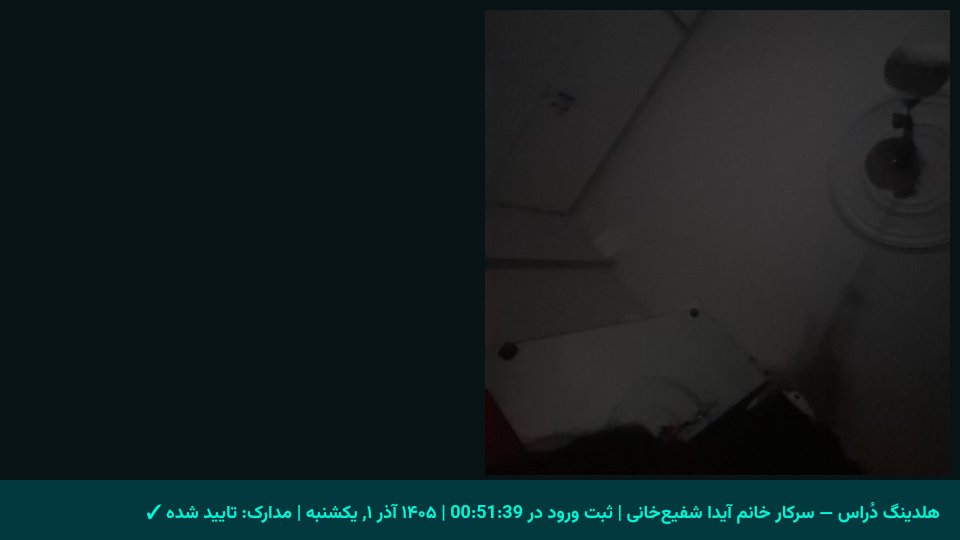 هلدینگ دُراس — سرکار خانم آیدا شفیع‌خانی | ثبت ورود در 00:51:39 | ۱۴۰۵ آذر ۱, یکشنبه | مدارک: تایید شده ✓